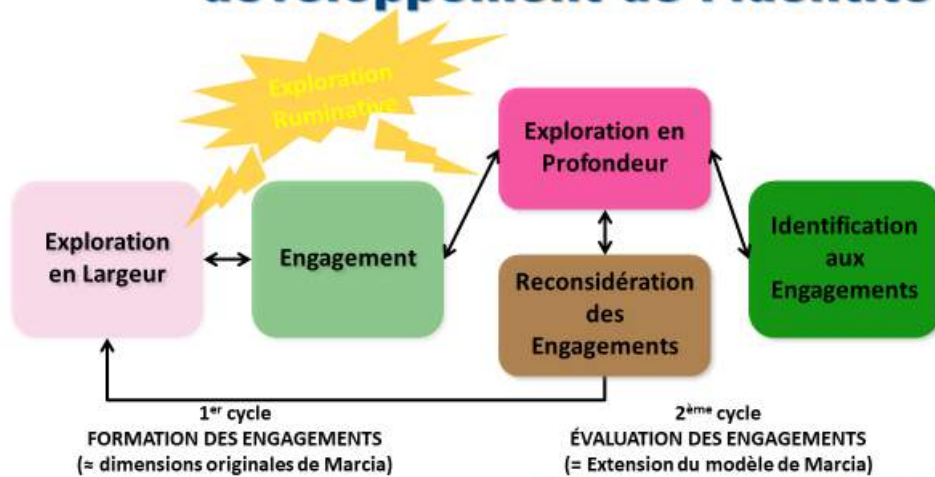 développement de l'identité
Exploration
Ruminative
Exploration en
Profondeur
Exploration
en Largeur
Engagement
Identification
aux
Engagements
Reconsidération
des
Engagements
1er cycle
FORMATION DES ENGAGEMENTS
(≈ dimensions originales de Marcia)
2ème cycle
ÉVALUATION DES ENGAGEMENTS
(= Extension du modèle de Marcia)